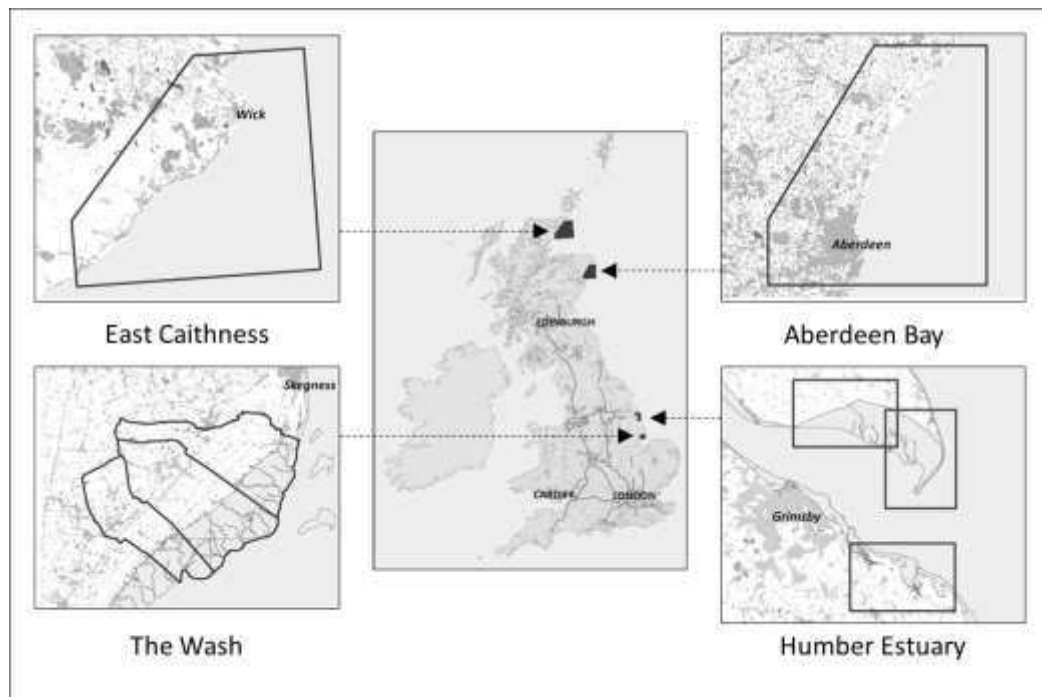 Wick
East Caithness
Aberdeen
Aberdeen Bay
EDINBURGH
CARDIFF
LONDON
Skegness
The Wash
Grimsby
Humber Estuary